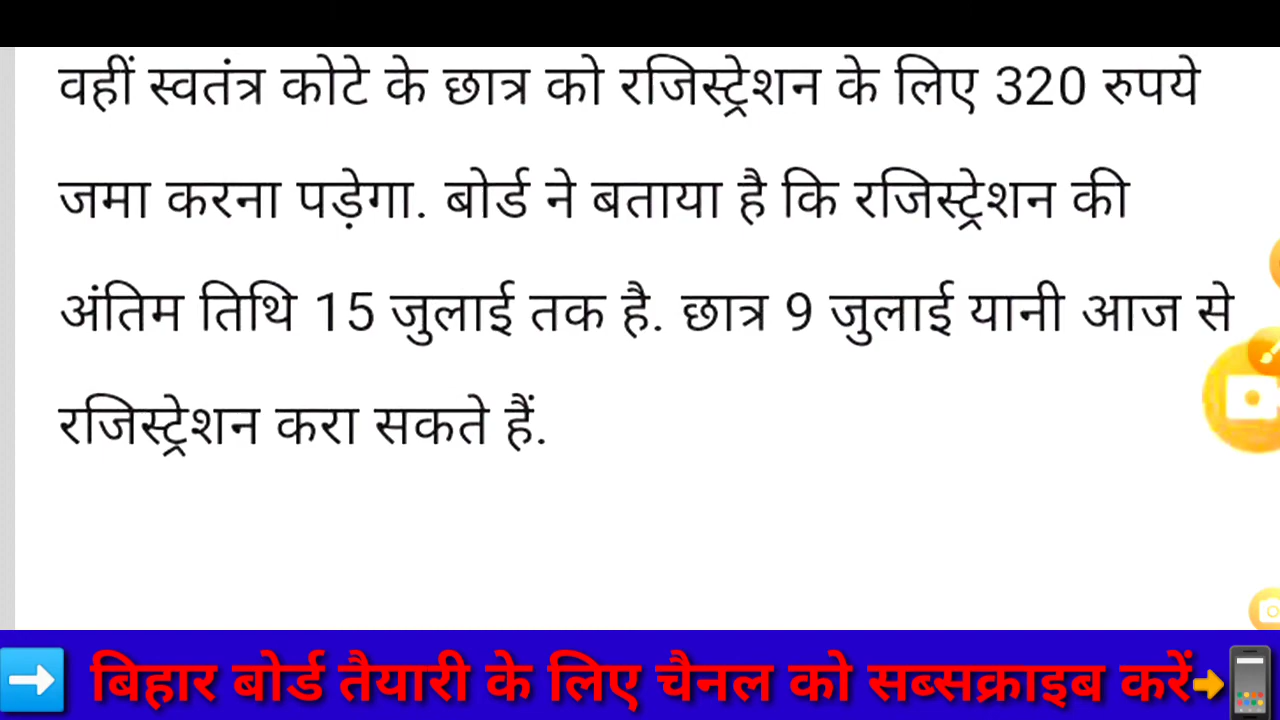 वहीं स्वतंत्र कोटे के छात्र को रजिस्ट्रेशन के लिए 320 रुपये
जमा करना पड़ेगा. बोर्ड ने बताया है कि रजिस्ट्रेशन की
अंतिम तिथि 15 जुलाई तक है. छात्र 9 जुलाई यानी आज से
रजिस्ट्रेशन करा सकते हैं.
बिहार बोर्ड तैयारी के लिए चैनल को सब्सक्राइब करें